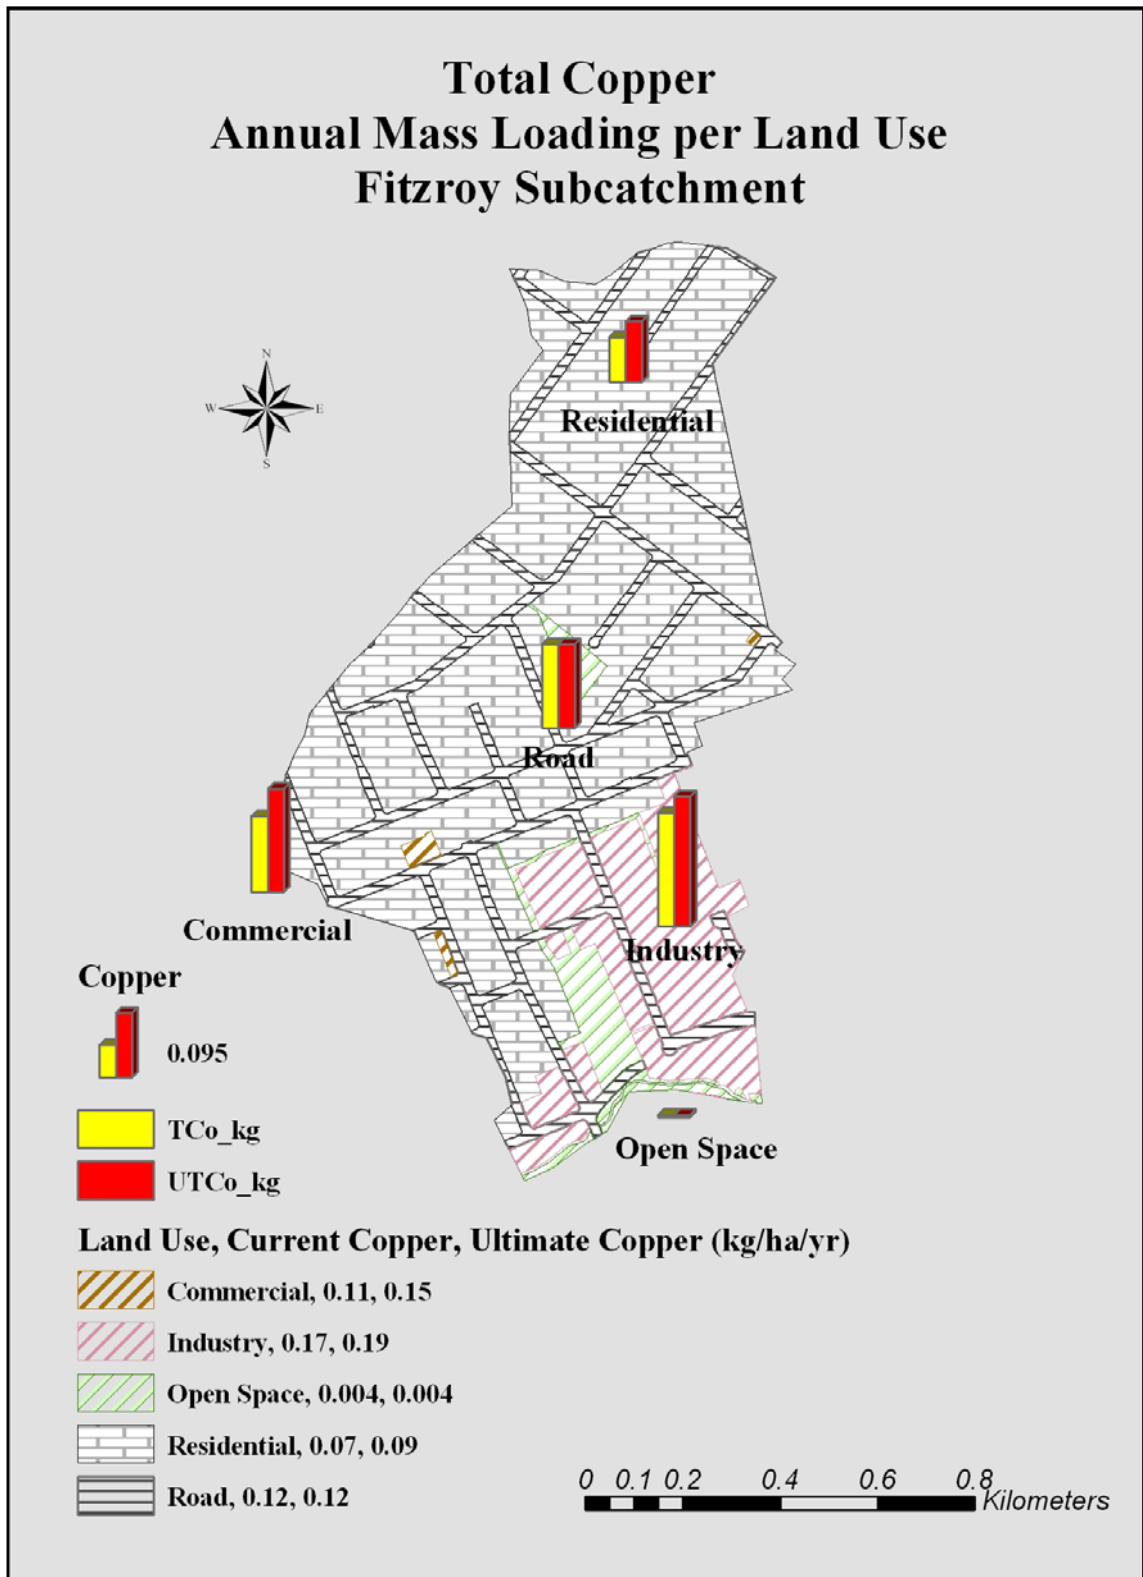 Total Copper
Annual Mass Loading per Land Use
Fitzroy Subcatchment
N
W E
S
Residential
Road
Commercial
Industry
Open Space
Copper
0.095
TCo_kg
UTCo_kg
Land Use, Current Copper, Ultimate Copper (kg/ha/yr)
Commercial, 0.11, 0.15
Industry, 0.17, 0.19
Open Space, 0.004, 0.004
Residential, 0.07, 0.09
Road, 0.12, 0.12
0 0.1 0.2 0.4 0.6 0.8
Kilometers